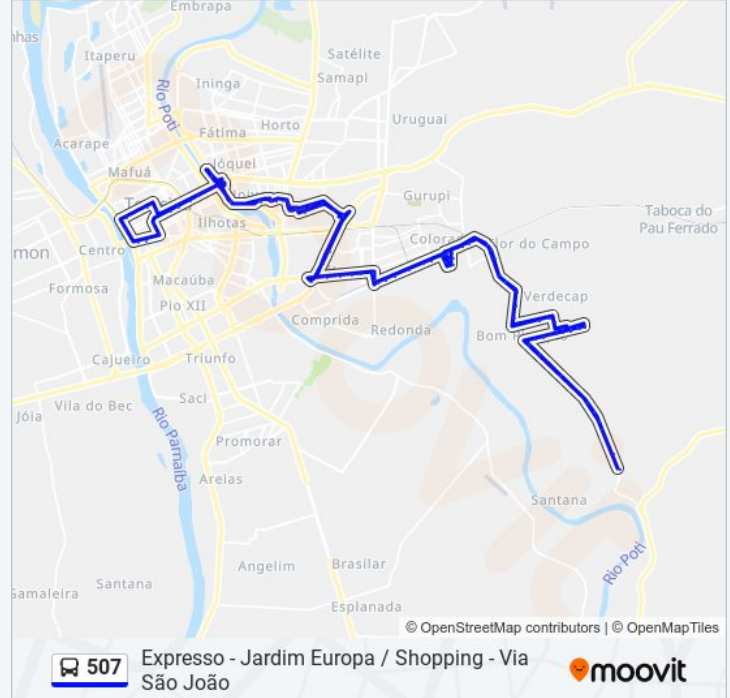 Embrapa
Itaperu
Satélite
Samapi
Ininga
Rio Poti
Uruguai
Horto
Fátima
Acarape
Jóquei
Mafuá
Gurupi
Ilhotas
Taboca do
Pau Ferrado
Centro
Macaúba
Formosa
Pio XII
Verdecap
Comprida
Redonda
Cajueiro
Triunfo
Saci
Vila do Bec
Jóia
Rio Parnaíba
Promorar
Areias
Santana
Angelim
Brasilar
Rio Poti
Santana
Esplanada
© OpenStreetMap contributors | © OpenMapTiles
507
Expresso - Jardim Europa / Shopping - Via
São João
moovit